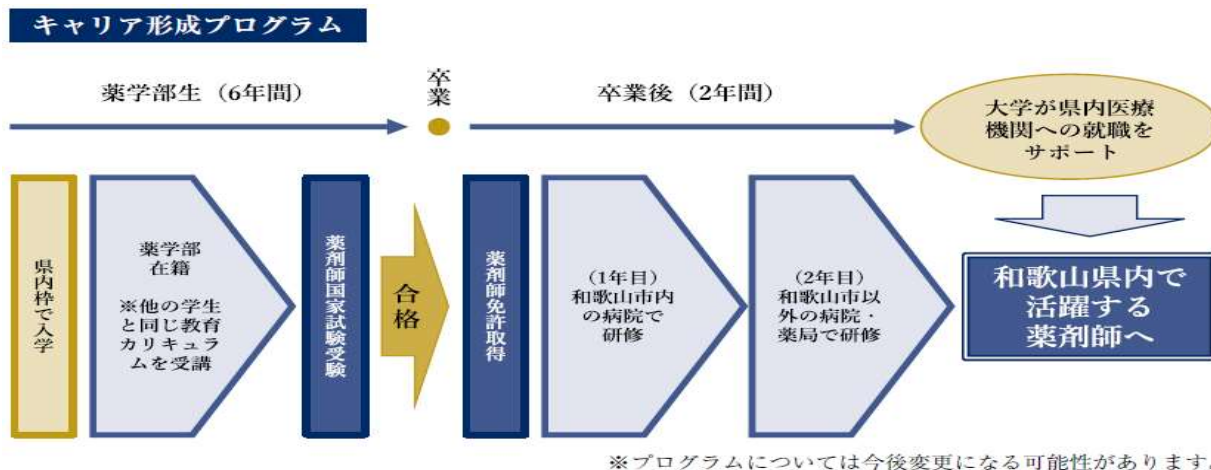 キャリア形成プログラム
薬学部生（6年間）
卒業
卒業後（2年間）
大学が県内医療
機関への就職を
サポート
県内枠で入学
薬学部
在籍
※他の学生
と同じ教育
カリキュラ
ムを受講
薬剤師国家試験受験
合格
薬剤師免許取得
(1年目)
和歌山市内
の病院で
研修
(2年目)
和歌山市以
外の病院・
薬局で研修
和歌山県内で
活躍する
薬剤師へ
※プログラムについては今後変更になる可能性があります。